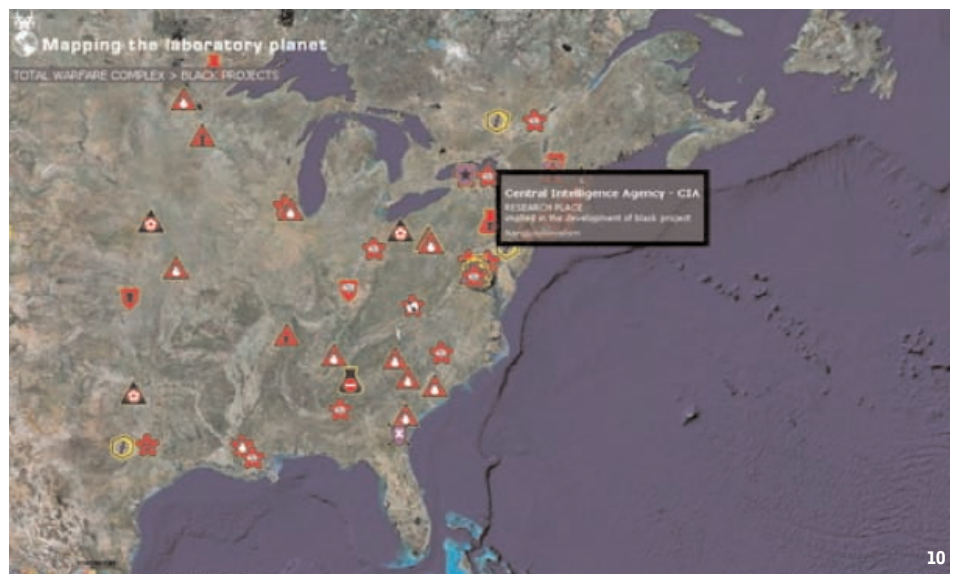 Mapping the laboratory planet
TOTAL WARFARE COMPLEX > BLACK PROJECTS
Central Intelligence Agency - CIA
RESEARCH PLACE
implied in the development of black project
10